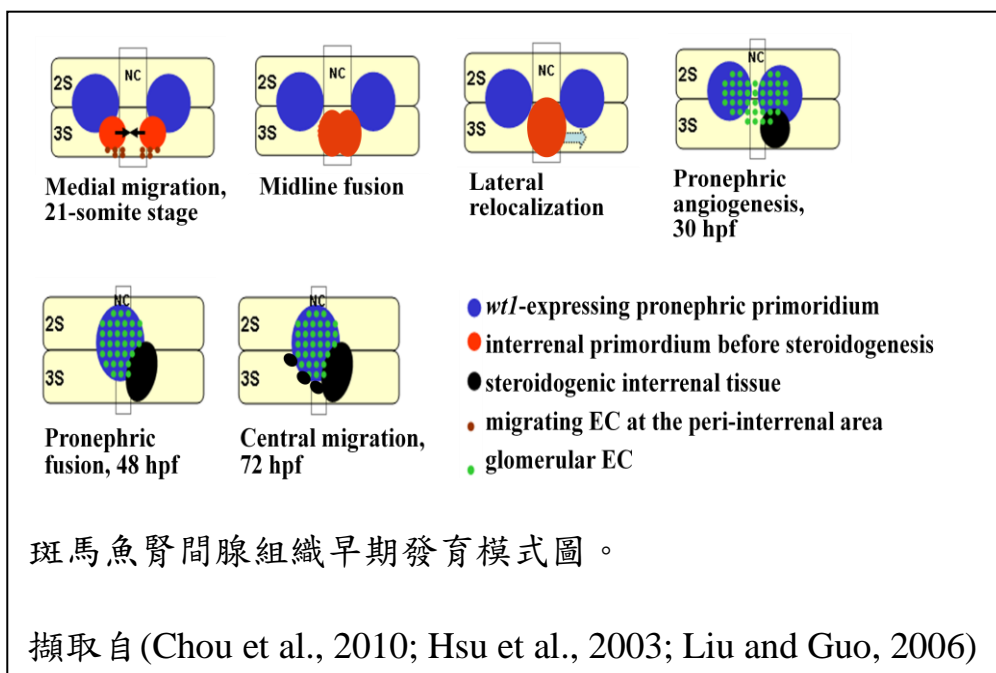 NC
2S
3S
Medial migration,
21-somite stage
NC
2S
3S
Midline fusion
NC
2S
3S
Lateral
relocalization
NC
2S
3S
Pronephric
angiogenesis,
30 hpf
NC
2S
3S
Pronephric
fusion, 48 hpf
NC
2S
3S
Central migration,
72 hpf
wt1-expressing pronephric primoridium
interrenal primordium before steroidogenesis
steroidogenic interrenal tissue
migrating EC at the peri-interrenal area
glomerular EC
斑馬魚腎間腺組織早期發育模式圖。
擷取自(Chou et al., 2010; Hsu et al., 2003; Liu and Guo, 2006)